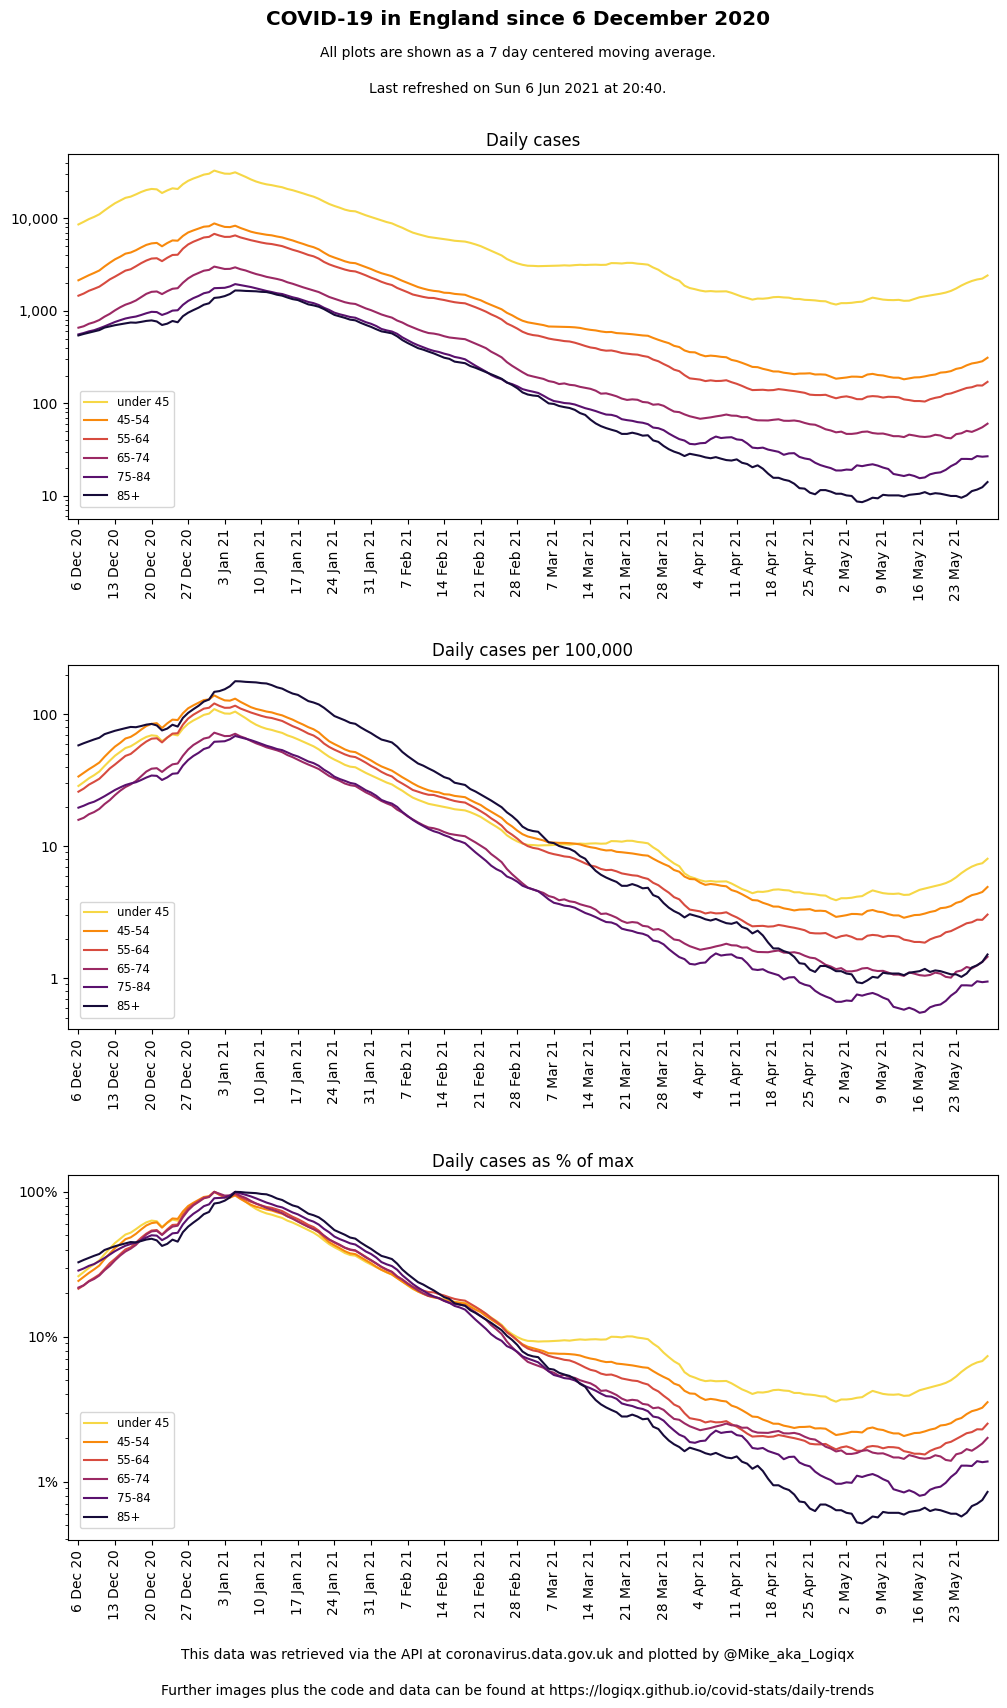 COVID-19 in England since 6 December 2020
All plots are shown as a 7 day centered moving average.
Last refreshed on Sun 6 Jun 2021 at 20:40.
Daily cases
10,000
1,000
100
10
under 45
45-54
55-64
65-74
75-84
85+
6 Dec 20
13 Dec 20
20 Dec 20
27 Dec 20
3 Jan 21
10 Jan 21
17 Jan 21
24 Jan 21
31 Jan 21
7 Feb 21
14 Feb 21
21 Feb 21
28 Feb 21
7 Mar 21
14 Mar 21
21 Mar 21
28 Mar 21
4 Apr 21
11 Apr 21
18 Apr 21
25 Apr 21
2 May 21
9 May 21
16 May 21
23 May 21
Daily cases per 100,000
100
10
1
under 45
45-54
55-64
65-74
75-84
85+
6 Dec 20
13 Dec 20
20 Dec 20
27 Dec 20
3 Jan 21
10 Jan 21
17 Jan 21
24 Jan 21
31 Jan 21
7 Feb 21
14 Feb 21
21 Feb 21
28 Feb 21
7 Mar 21
14 Mar 21
21 Mar 21
28 Mar 21
4 Apr 21
11 Apr 21
18 Apr 21
25 Apr 21
2 May 21
9 May 21
16 May 21
23 May 21
Daily cases as % of max
100%
10%
1%
under 45
45-54
55-64
65-74
75-84
85+
6 Dec 20
13 Dec 20
20 Dec 20
27 Dec 20
3 Jan 21
10 Jan 21
17 Jan 21
24 Jan 21
31 Jan 21
7 Feb 21
14 Feb 21
21 Feb 21
28 Feb 21
7 Mar 21
14 Mar 21
21 Mar 21
28 Mar 21
4 Apr 21
11 Apr 21
18 Apr 21
25 Apr 21
2 May 21
9 May 21
16 May 21
23 May 21
This data was retrieved via the API at coronavirus.data.gov.uk and plotted by @Mike_aka_Logiqx
Further images plus the code and data can be found at https://logiqx.github.io/covid-stats/daily-trends